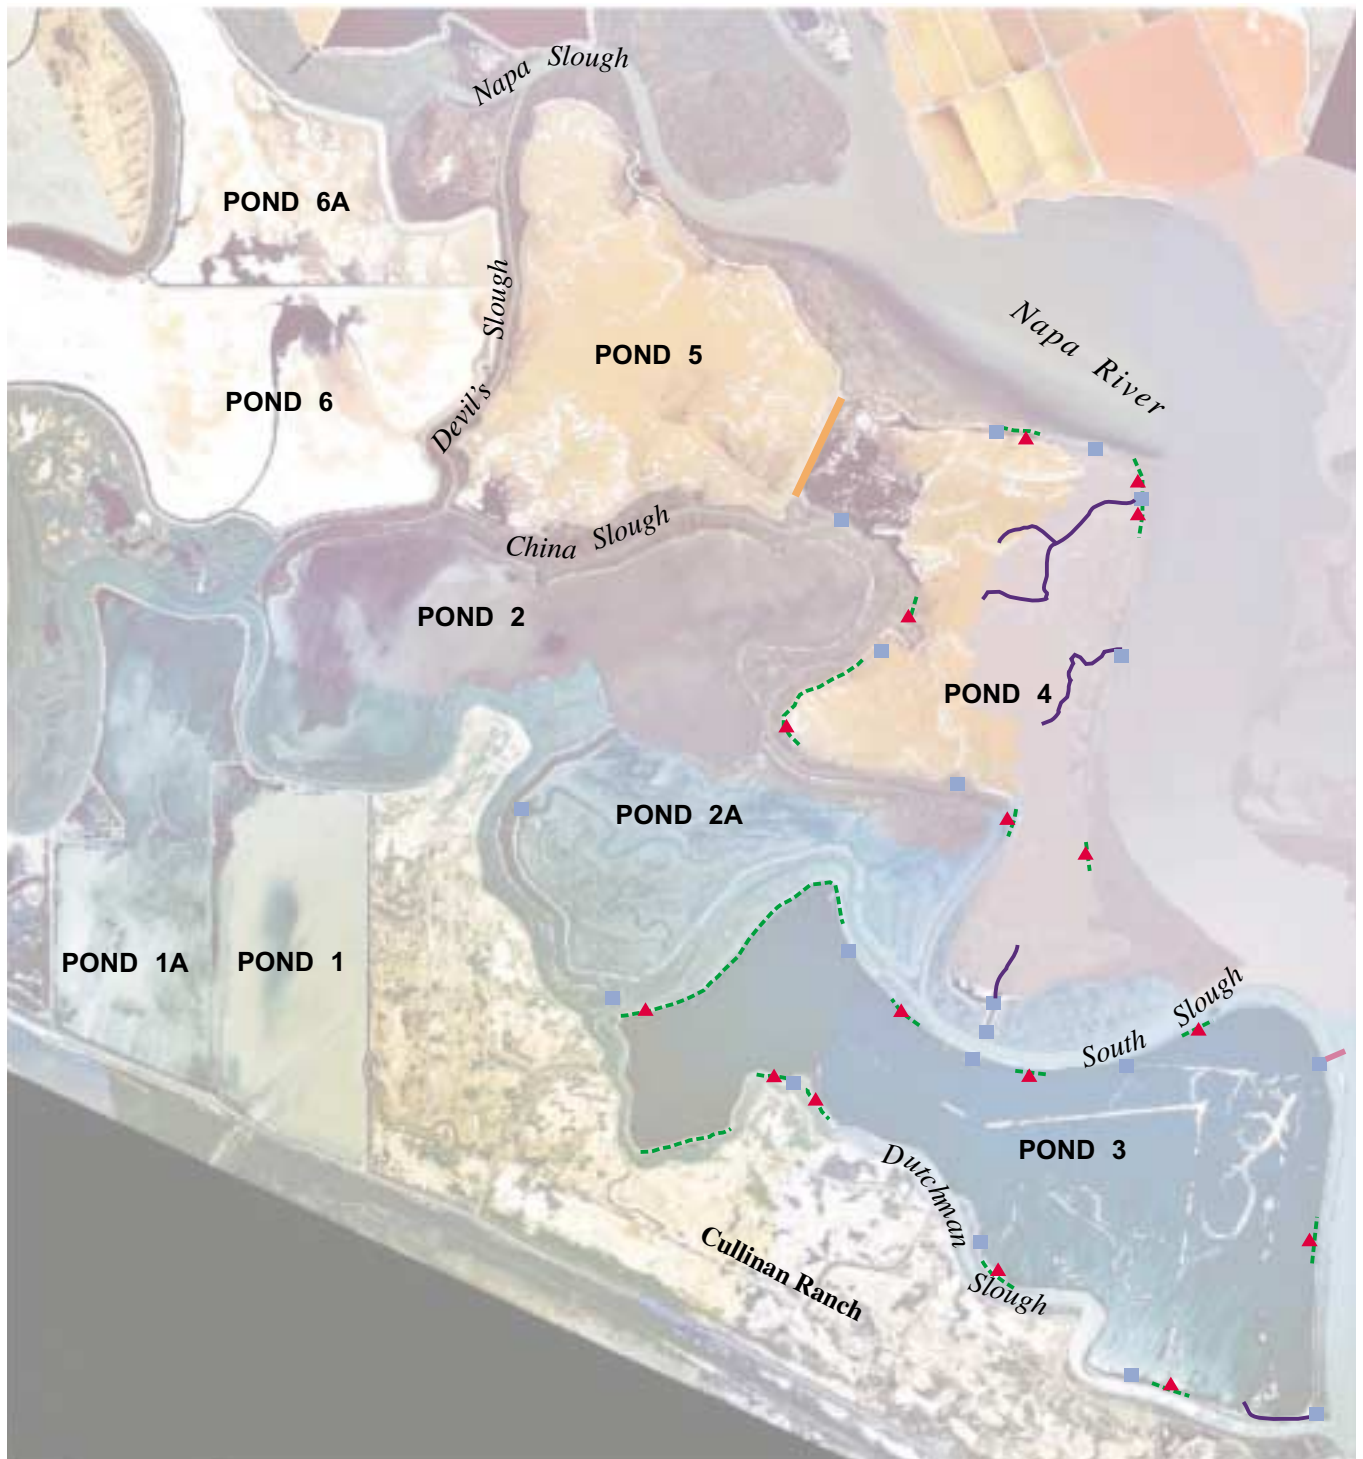 Napa Slough
POND 6A
Devil's Slough
POND 5
Napa River
POND 6
China Slough
POND 2
POND 4
POND 2A
POND 1A
POND 1
South Slough
POND 3
Dutchman Slough
Cullinan Ranch